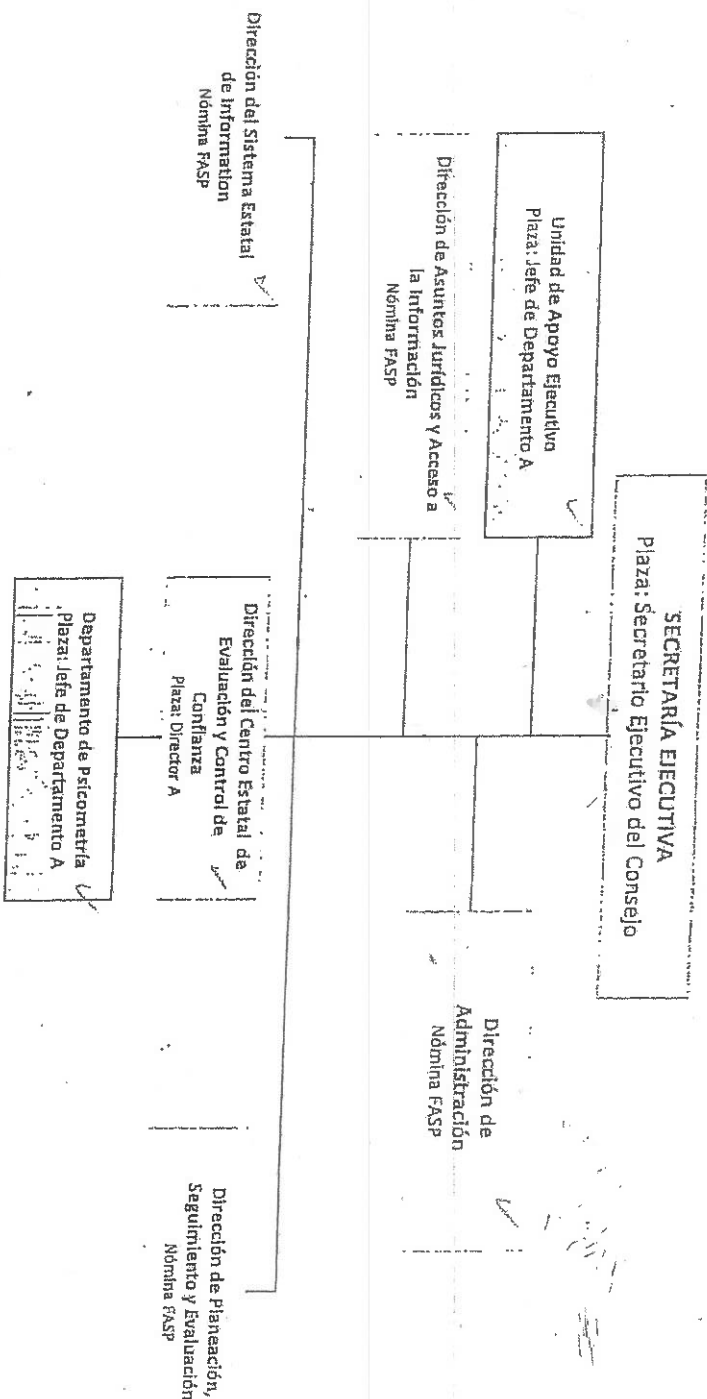 SECRETARÍA EJECUTIVA
Plaza: Secretario Ejecutivo del Consejo
Unidad de Apoyo Ejecutivo
Plaza: Jefe de Departamento A
Dirección de Asuntos Jurídicos y Acceso a
la Información
Nómina FASP
Dirección de
Administración
Nómina FASP
Dirección del Sistema Estatal
de Information
Nómina FASP
Dirección del Centro Estatal de
Evaluación y Control de
Confianza
Plaza: Director A
Dirección de Planeación,
Seguimiento y Evaluación
Nómina FASP
Departamento de Psicometría
Plaza: Jefe de Departamento A